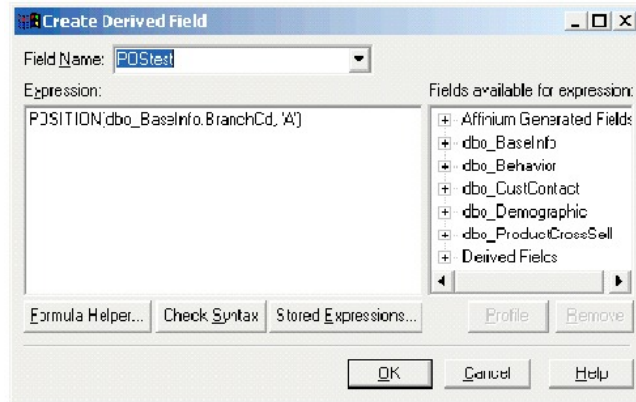 Create Derived Field
Field Name: POStest
Expression:
POSITION(dbo_BaseInfo.BranchCd, 'A')
Fields available for expression:
Affinium Generated Fields
dbo_BaseInfo
dbo_Behavior
dbo_CustContact
dbo_Demographic
dbo_ProductCrossSell
Derived Fields
Formula Helper... Check Syntax Stored Expressions... Profile Remove
OK Cancel Help